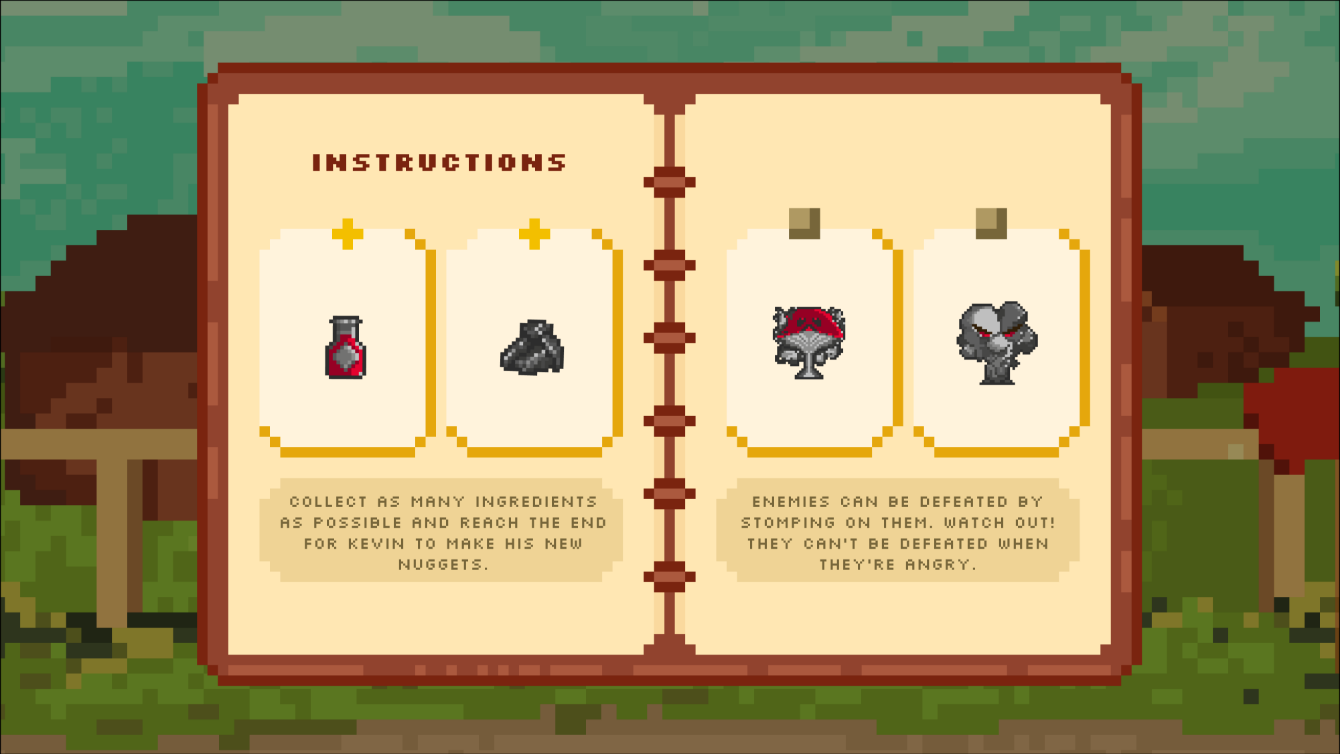 INSTRUCTIONS
COLLECT AS MANY INGREDIENTS
AS POSSIBLE AND REACH THE END
FOR KEVIN TO MAKE HIS NEW
NUGGETS.
ENEMIES CAN BE DEFEATED BY
STOMPING ON THEM. WATCH OUT!
THEY CAN'T BE DEFEATED WHEN
THEY'RE ANGRY.